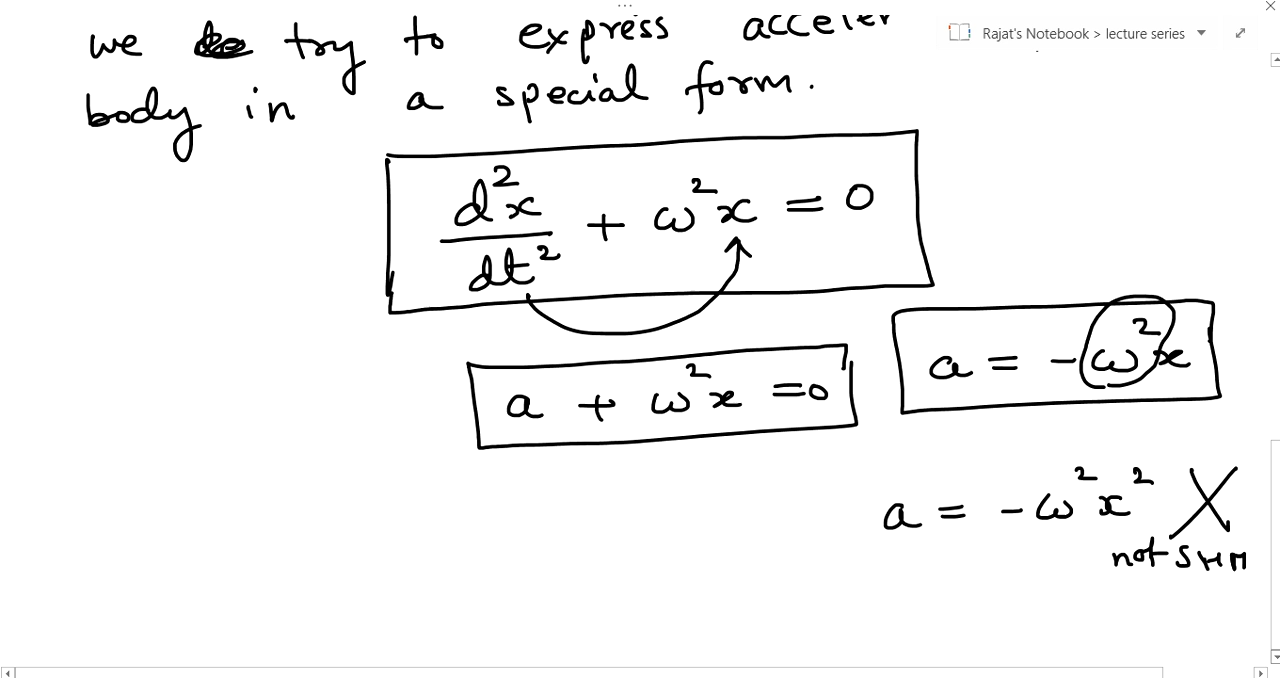 Rajat's Notebook > lecture series
we try to express
body in a special form.
d²x/dt² + ω²x = 0
a + ω²x = 0
a = -ω²x
a = -ω²x² X
not SHM